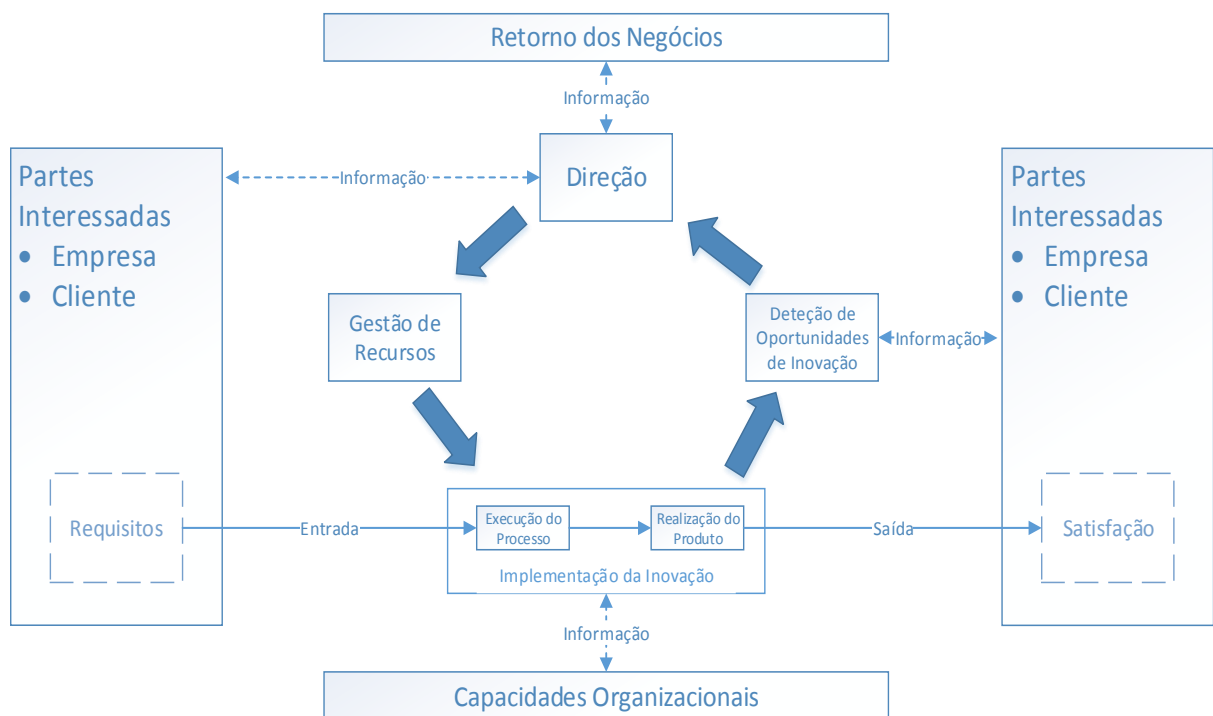 Retorno dos Negócios
Informação
Direção
Informação
Partes
Interessadas
• Empresa
• Cliente
Partes
Interessadas
• Empresa
• Cliente
Gestão de
Recursos
Deteção de
Oportunidades
de Inovação
Informação
Requisitos
Entrada
Execução do
Processo
Realização do
Produto
Implementação da Inovação
Saída
Satisfação
Informação
Capacidades Organizacionais